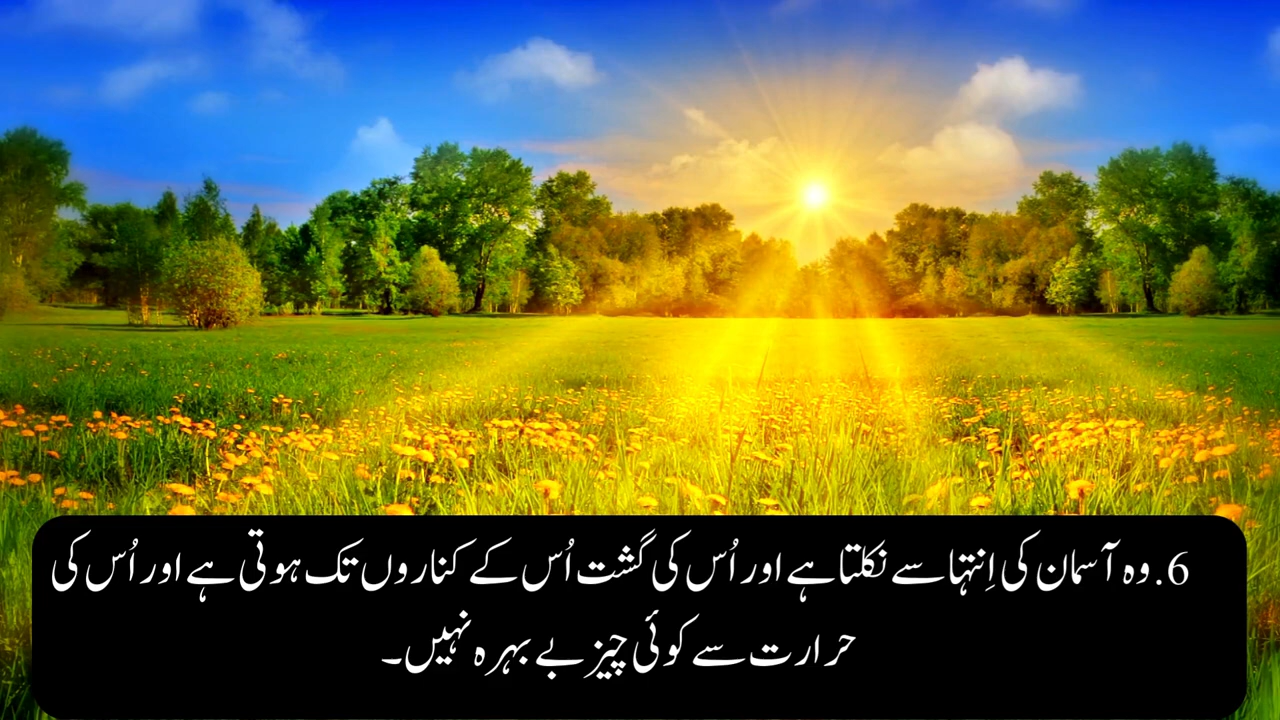 6. وہ آسمان کی اِنتہا سے نکلتا ہے اور اُس کی گشت اُس کے کناروں تک ہوتی ہے اور اُس کی
حرارت سے کوئی چیز بے بہرہ نہیں۔